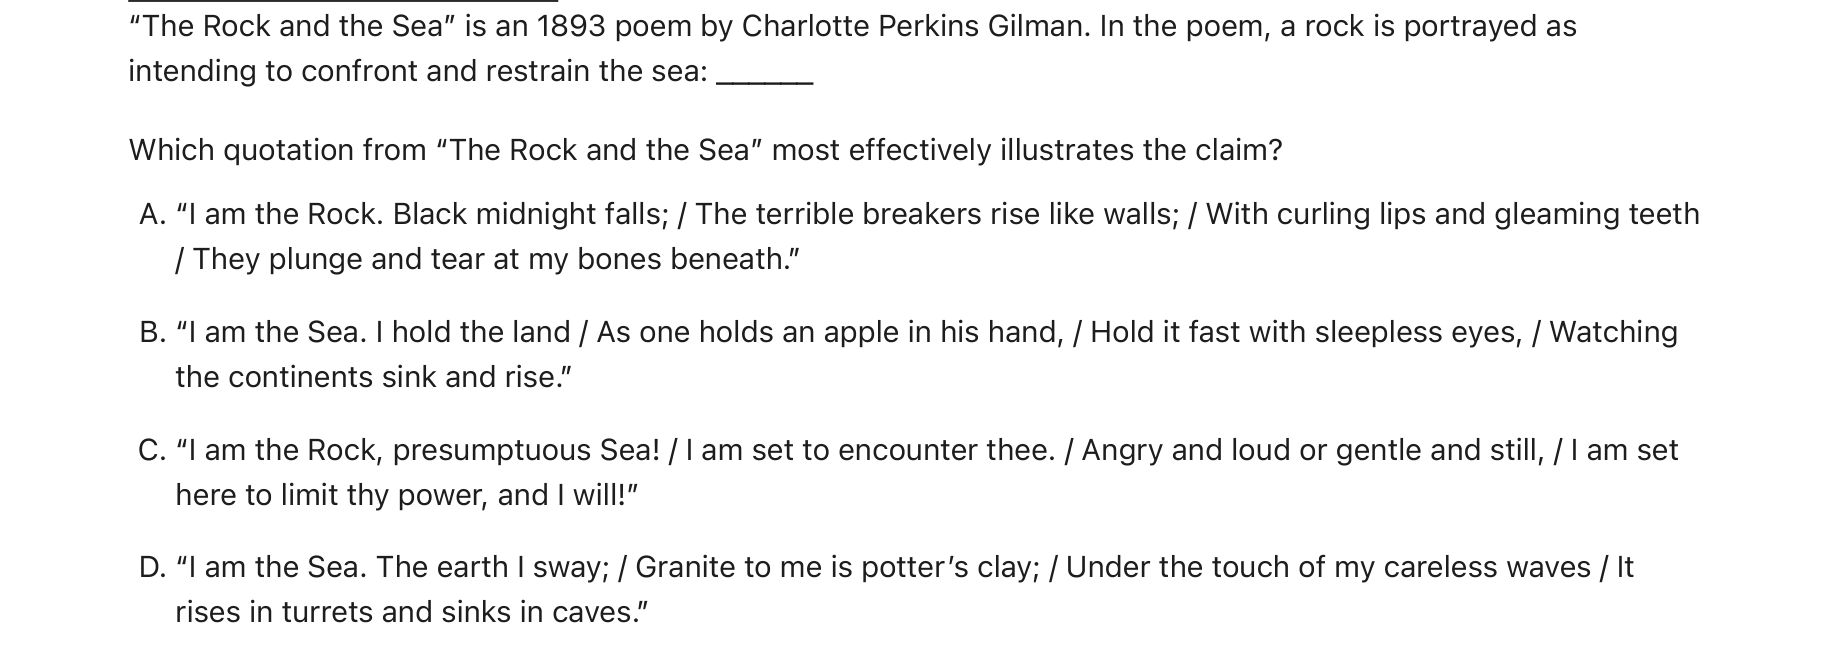 “The Rock and the Sea” is an 1893 poem by Charlotte Perkins Gilman. In the poem, a rock is portrayed as
intending to confront and restrain the sea: ______
Which quotation from “The Rock and the Sea” most effectively illustrates the claim?
A. “I am the Rock. Black midnight falls; / The terrible breakers rise like walls; / With curling lips and gleaming teeth
/ They plunge and tear at my bones beneath.”
B. “I am the Sea. I hold the land / As one holds an apple in his hand, / Hold it fast with sleepless eyes, / Watching
the continents sink and rise.”
C. “I am the Rock, presumptuous Sea! / I am set to encounter thee. / Angry and loud or gentle and still, / I am set
here to limit thy power, and I will!”
D. “I am the Sea. The earth I sway; / Granite to me is potter’s clay; / Under the touch of my careless waves / It
rises in turrets and sinks in caves.”